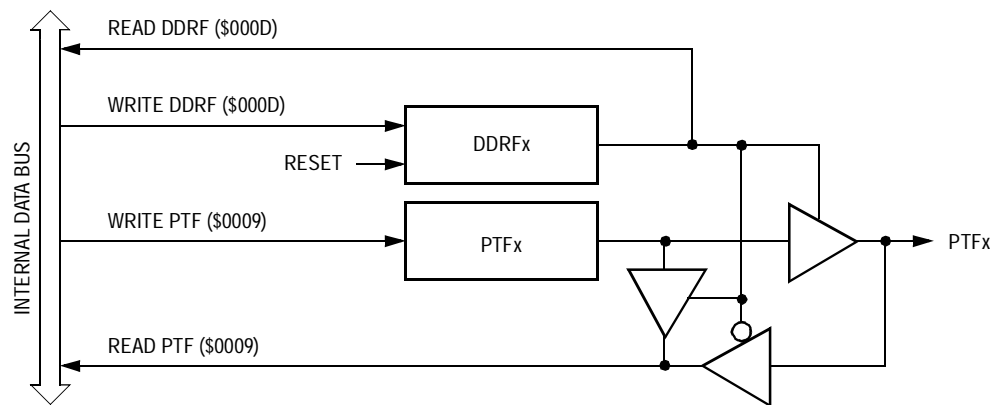 READ DDRF ($000D)
WRITE DDRF ($000D)
DDRFx
RESET
WRITE PTF ($0009)
PTFx
PTFx
READ PTF ($0009)
INTERNAL DATA BUS